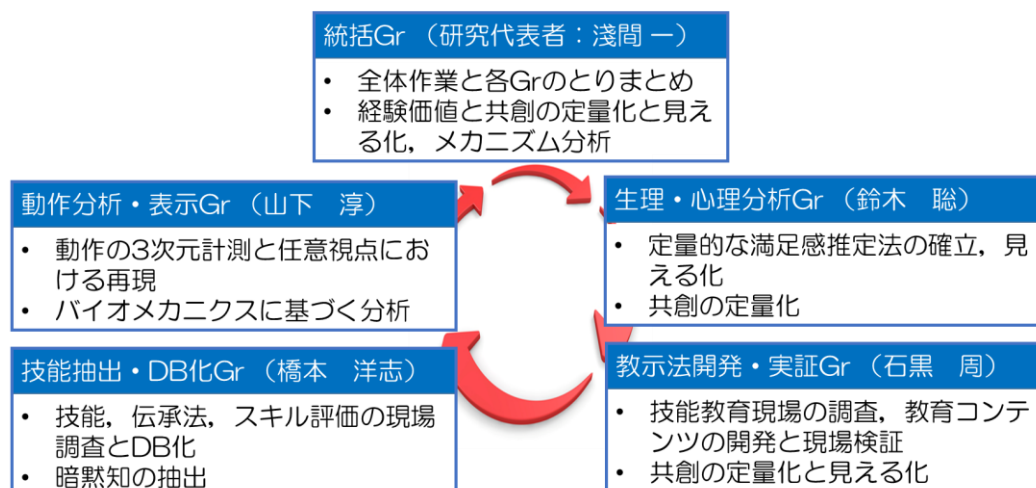 統括Gr （研究代表者：淺間 一）
• 全体作業と各Grのとりまとめ
• 経験価値と共創の定量化と見え
る化，メカニズム分析
動作分析・表示Gr （山下　淳）
• 動作の3次元計測と任意視点にお
ける再現
• バイオメカニクスに基づく分析
生理・心理分析Gr （鈴木　聡）
• 定量的な満足感推定法の確立，見
える化
• 共創の定量化
技能抽出・DB化Gr （橋本　洋志）
• 技能，伝承法，スキル評価の現場
調査とDB化
• 暗黙知の抽出
教示法開発・実証Gr （石黒　周）
• 技能教育現場の調査，教育コンテ
ンツの開発と現場検証
• 共創の定量化と見える化